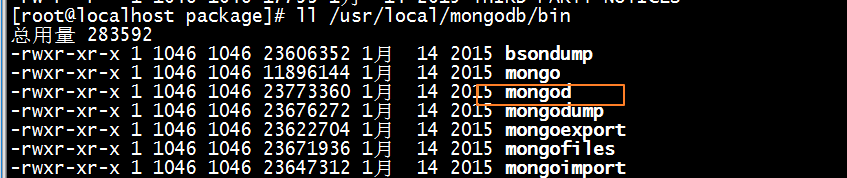 [root@localhost package]# ll /usr/local/mongodb/bin
总用量 283592
-rwxr-xr-x 1 1046 1046 23606352 1月  14 2015 bsondump
-rwxr-xr-x 1 1046 1046 11896144 1月  14 2015 mongo
-rwxr-xr-x 1 1046 1046 23773360 1月  14 2015 mongod
-rwxr-xr-x 1 1046 1046 23676272 1月  14 2015 mongodump
-rwxr-xr-x 1 1046 1046 23622704 1月  14 2015 mongoexport
-rwxr-xr-x 1 1046 1046 23671936 1月  14 2015 mongofiles
-rwxr-xr-x 1 1046 1046 23647312 1月  14 2015 mongoimport